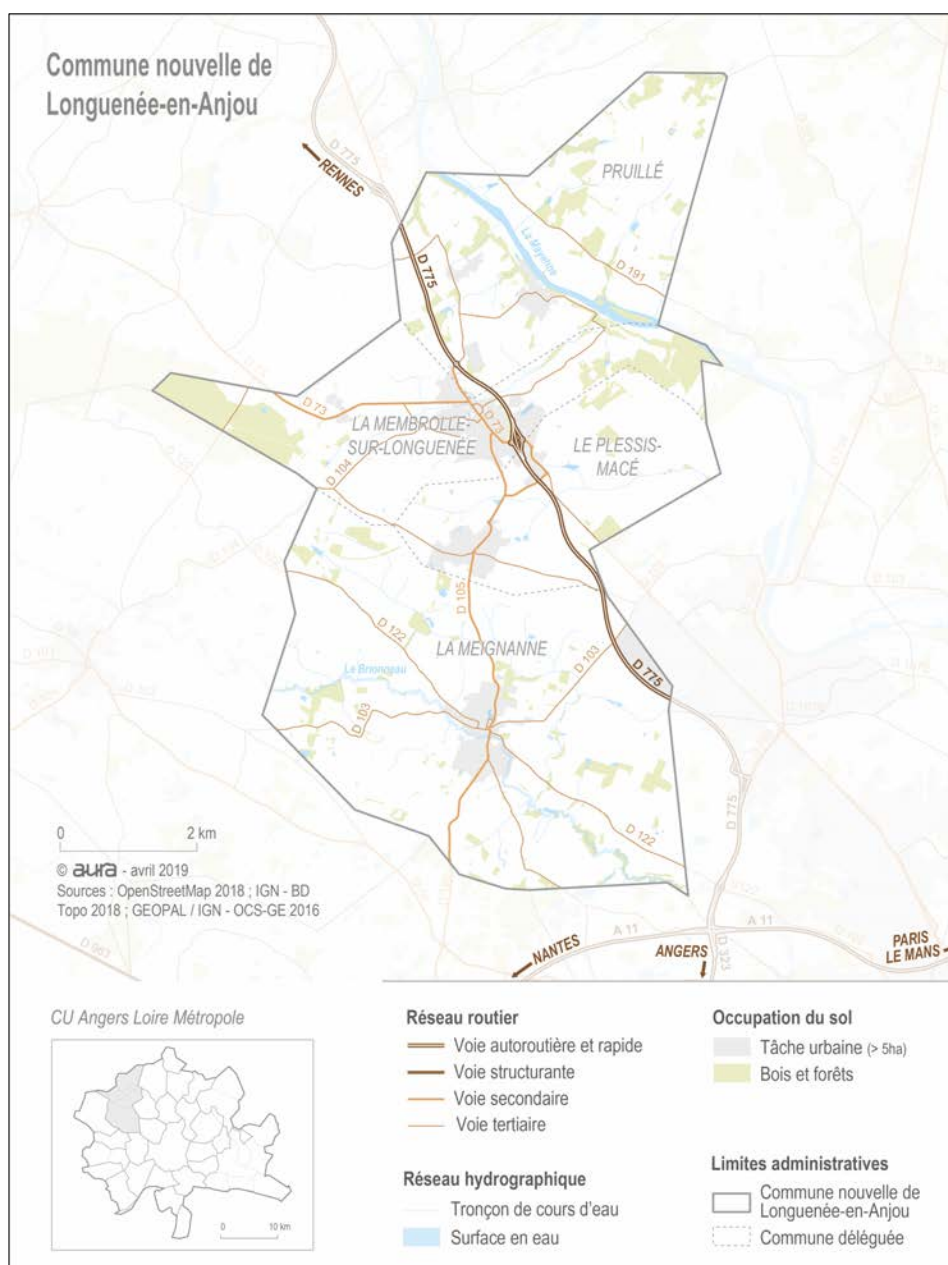 Commune nouvelle de
Longuenée-en-Anjou
D 775
RENNES
PRUILLÉ
La Mayenne
D 191
D 775
D 73
LA MEMBROLLE-
SUR-LONGUENÉE
D 73
LE PLESSIS-
MACÉ
D 104
D 105
D 122
LA MEIGNANNE
D 103
D 775
Le Brionneau
D 103
D 775
D 122
0 2 km
© aura - avril 2019
Sources : OpenStreetMap 2018 ; IGN - BD
Topo 2018 ; GEOPAL / IGN - OCS-GE 2016
D 963
NANTES
A 11
ANGERS
D 323
A 11
PARIS
LE MANS
CU Angers Loire Métropole
0 10 km
Réseau routier
Voie autoroutière et rapide
Voie structurante
Voie secondaire
Voie tertiaire
Réseau hydrographique
Tronçon de cours d'eau
Surface en eau
Occupation du sol
Tâche urbaine (> 5ha)
Bois et forêts
Limites administratives
Commune nouvelle de
Longuenée-en-Anjou
Commune déléguée